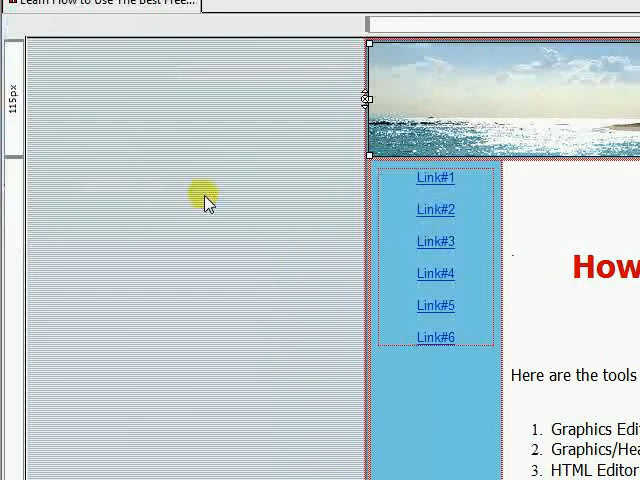 Learn How to Use The Best Free...
115px
Link#1
Link#2
Link#3
Link#4
Link#5
Link#6
How
Here are the tools
1. Graphics Edi
2. Graphics/Hea
3. HTML Editor